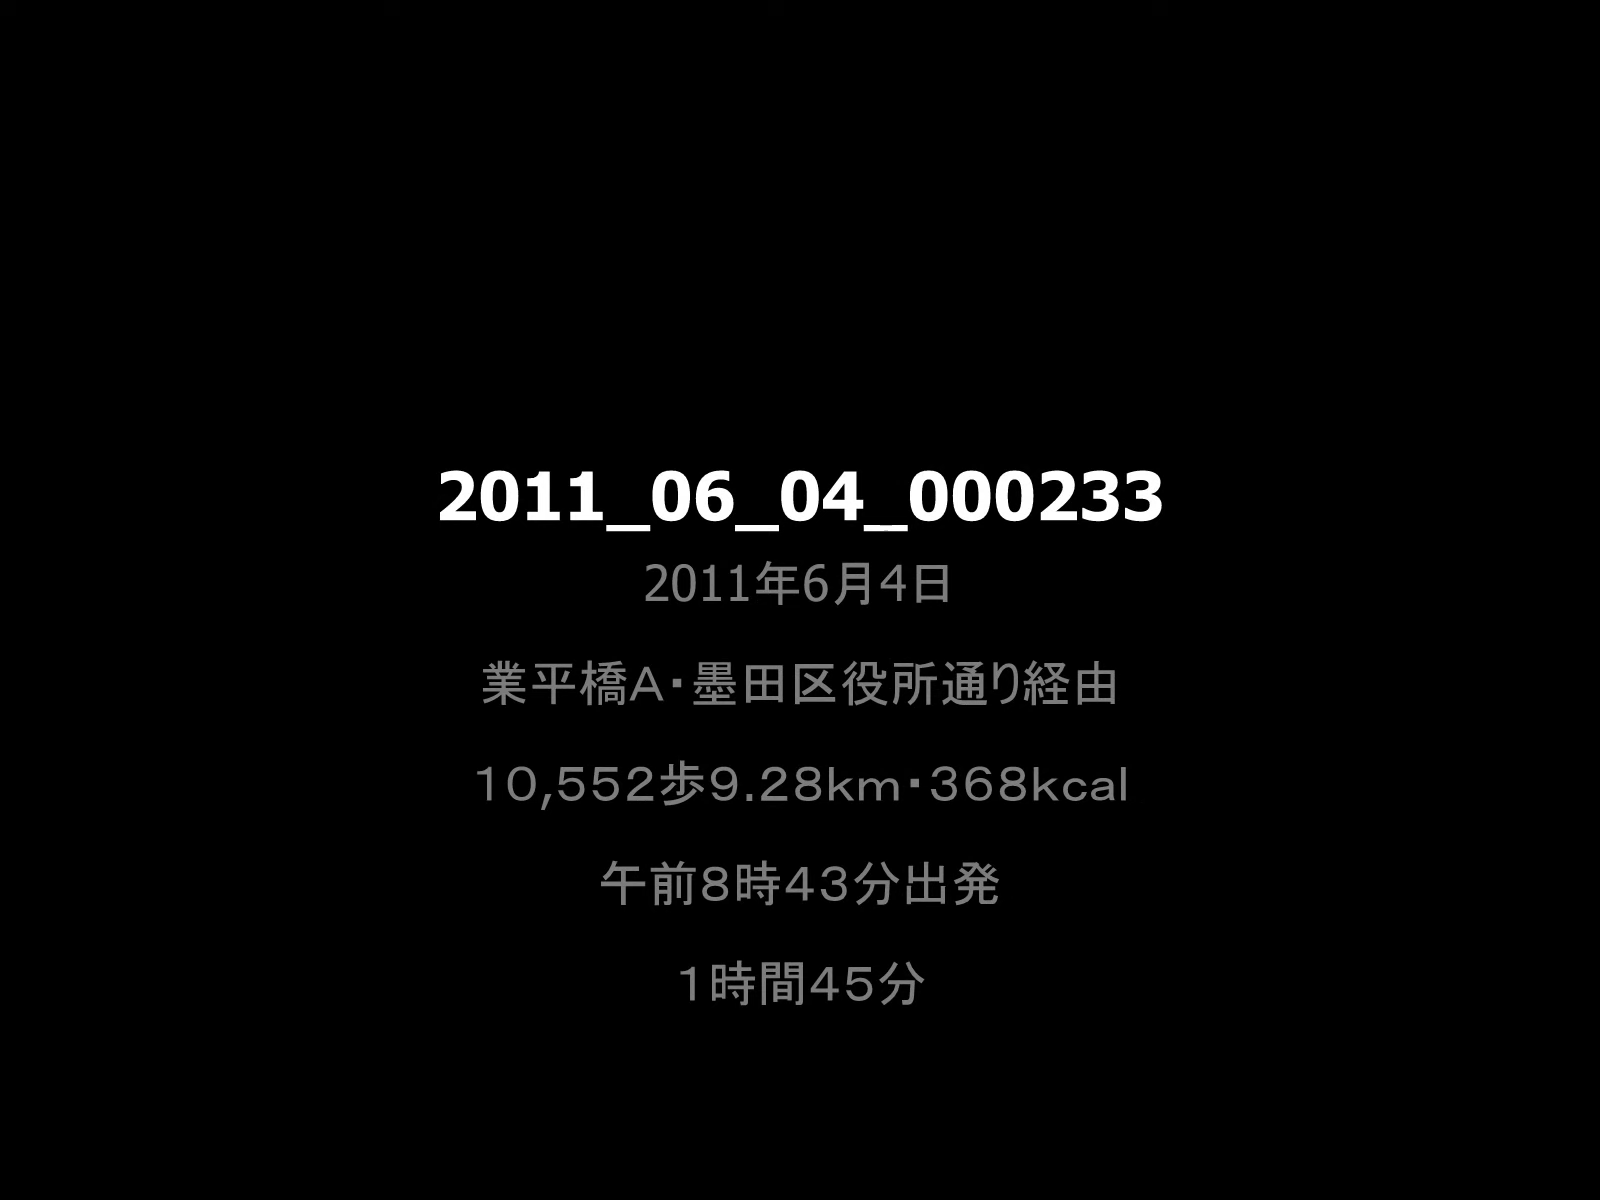 2011_06_04_000233
2011年6月4日
業平橋Ａ・墨田区役所通り経由
１０,５５２歩９.２８ｋｍ・３６８ｋｃａｌ
午前８時４３分出発
１時間４５分